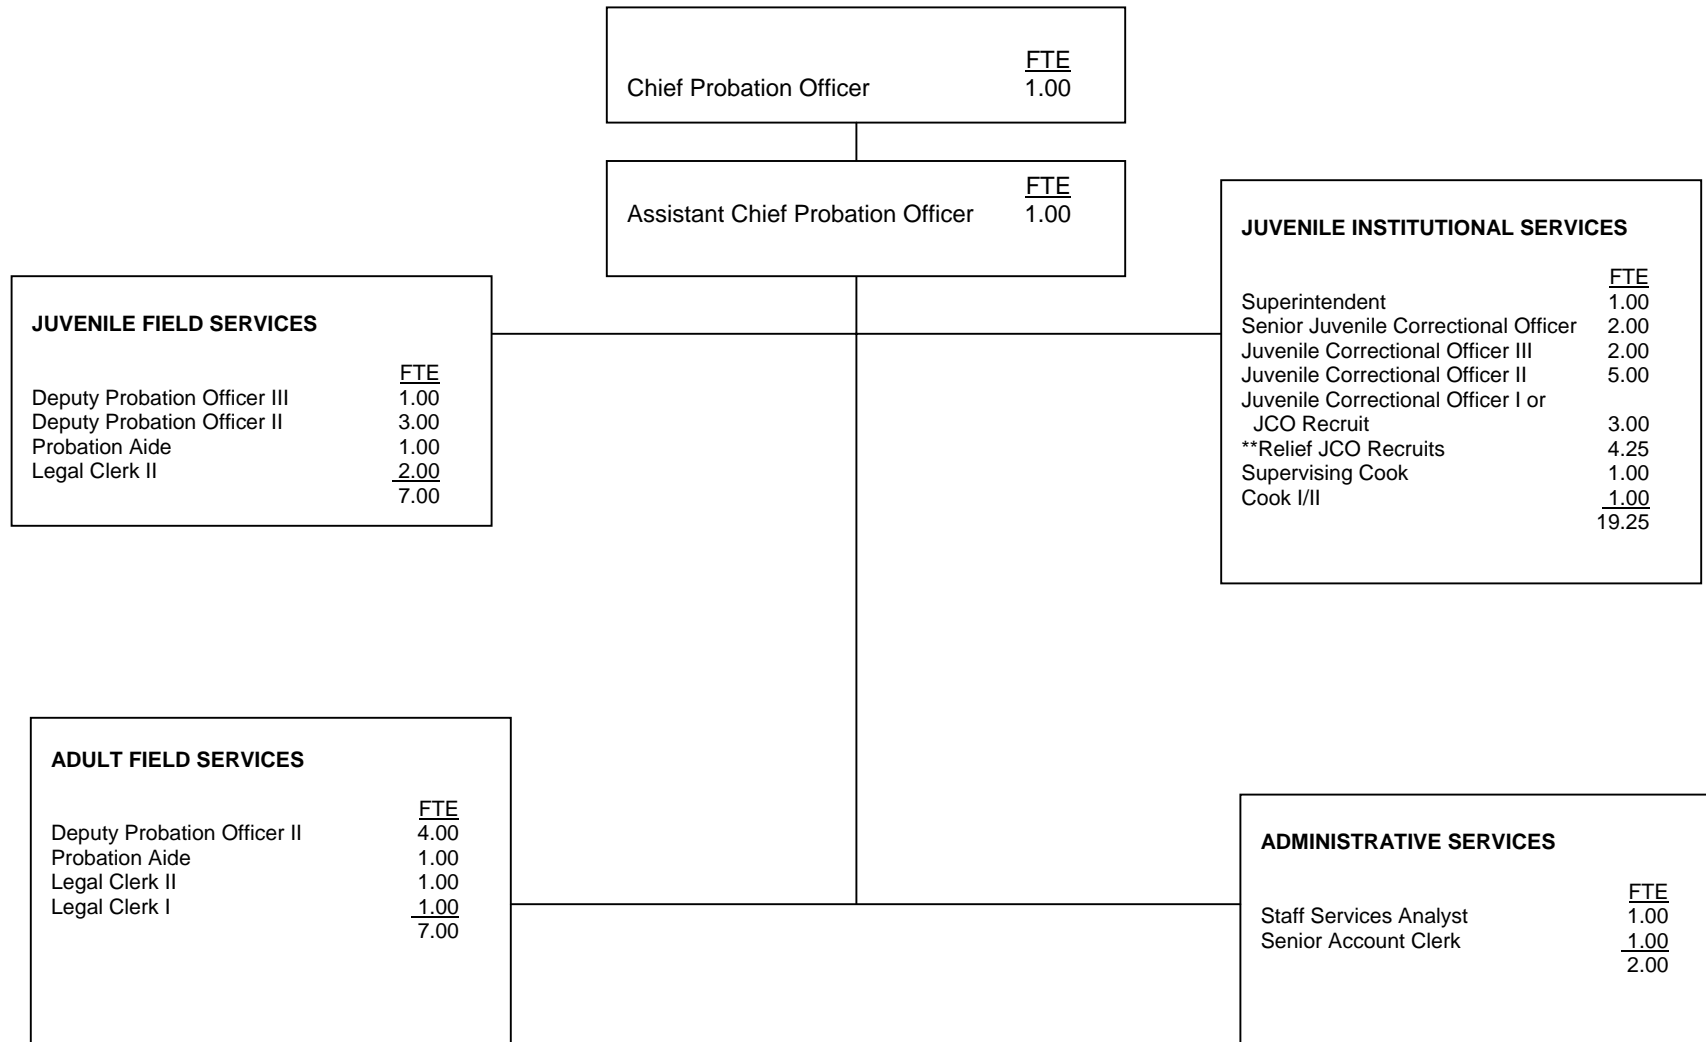 FTE
Chief Probation Officer 1.00
FTE
Assistant Chief Probation Officer 1.00
JUVENILE FIELD SERVICES
FTE
Deputy Probation Officer III 1.00
Deputy Probation Officer II 3.00
Probation Aide 1.00
Legal Clerk II 2.00
7.00
JUVENILE INSTITUTIONAL SERVICES
FTE
Superintendent 1.00
Senior Juvenile Correctional Officer 2.00
Juvenile Correctional Officer III 2.00
Juvenile Correctional Officer II 5.00
Juvenile Correctional Officer I or
JCO Recruit 3.00
**Relief JCO Recruits 4.25
Supervising Cook 1.00
Cook I/II 1.00
19.25
ADULT FIELD SERVICES
FTE
Deputy Probation Officer II 4.00
Probation Aide 1.00
Legal Clerk II 1.00
Legal Clerk I 1.00
7.00
ADMINISTRATIVE SERVICES
FTE
Staff Services Analyst 1.00
Senior Account Clerk 1.00
2.00